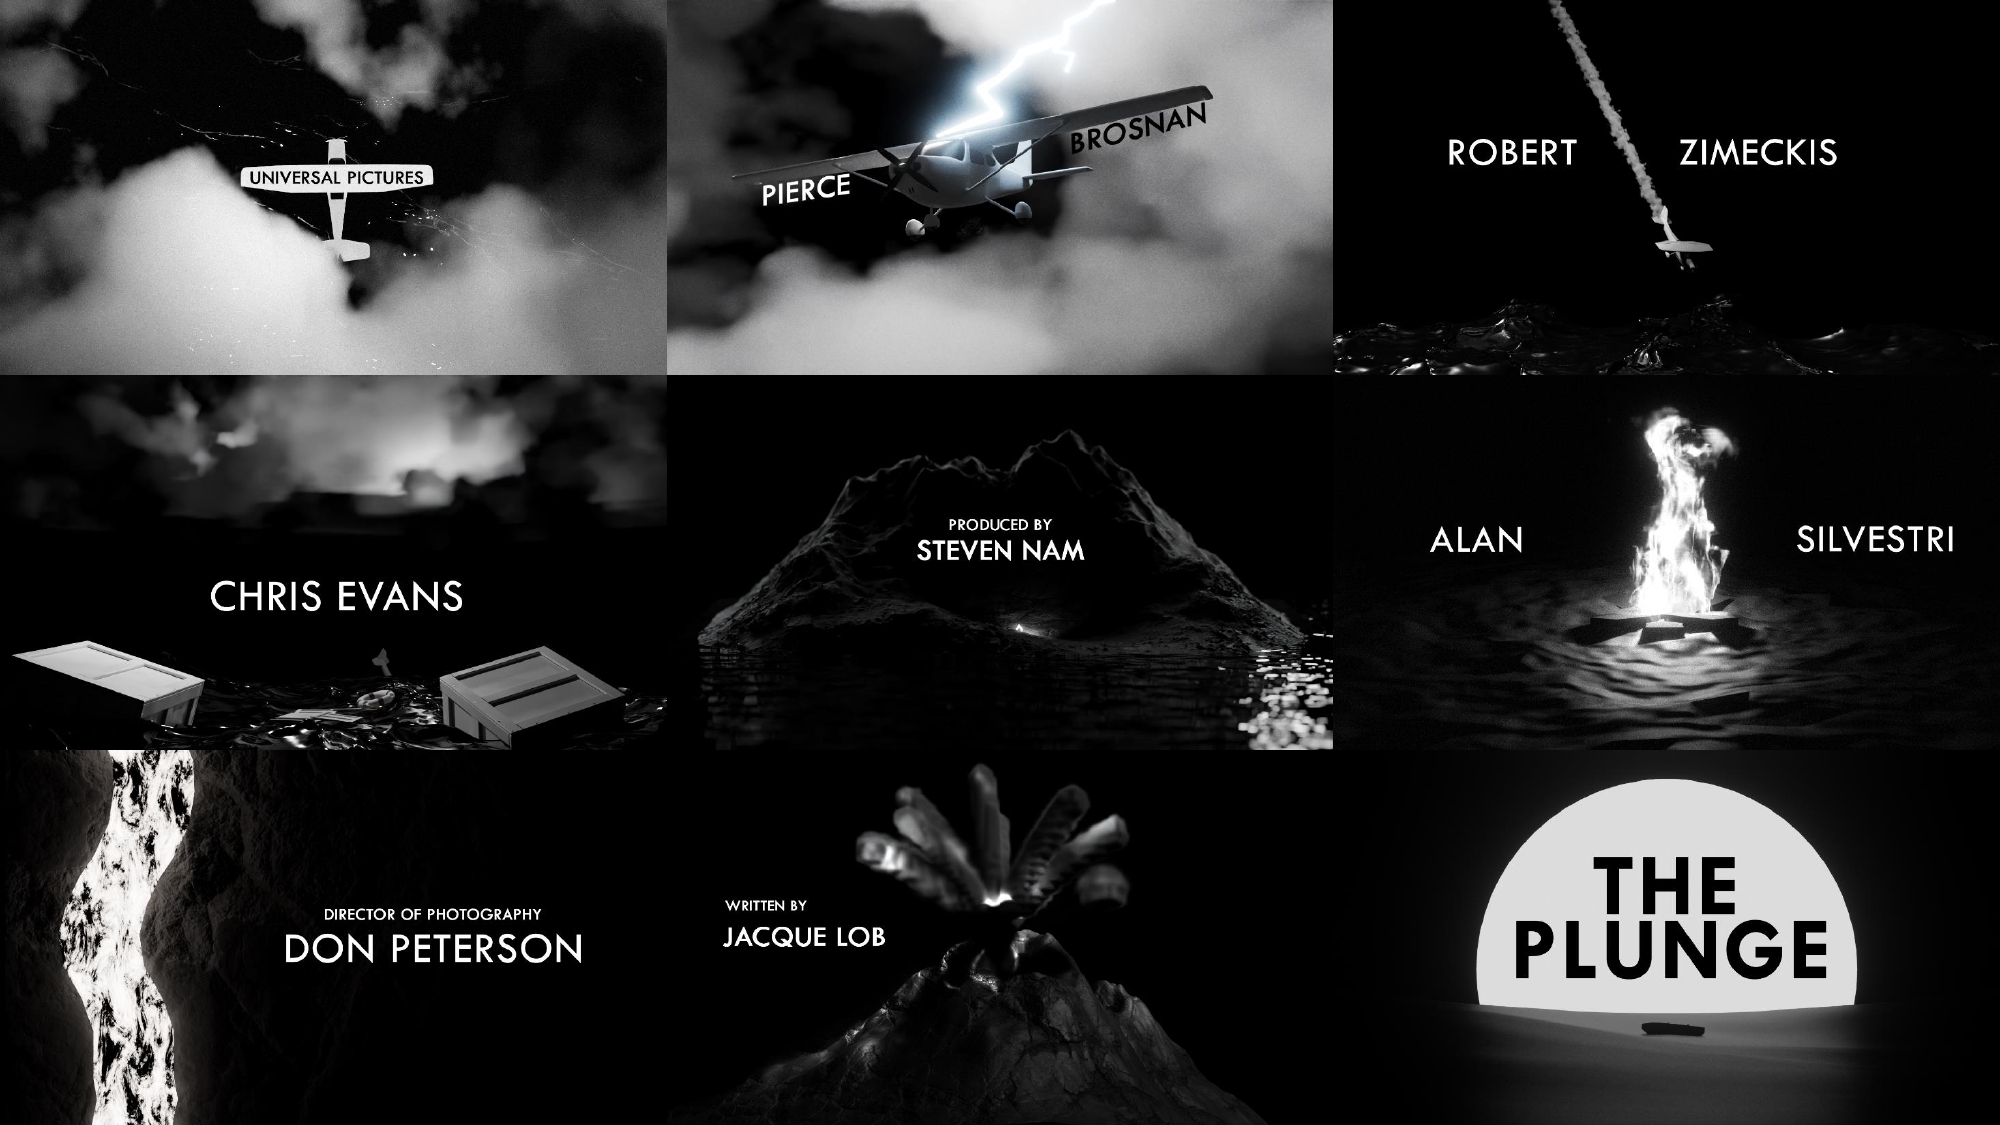 UNIVERSAL PICTURES
PIERCE BROSNAN
ROBERT ZIMECKIS
CHRIS EVANS
PRODUCED BY
STEVEN NAM
ALAN SILVESTRI
DIRECTOR OF PHOTOGRAPHY
DON PETERSON
WRITTEN BY
JACQUE LOB
THE
PLUNGE